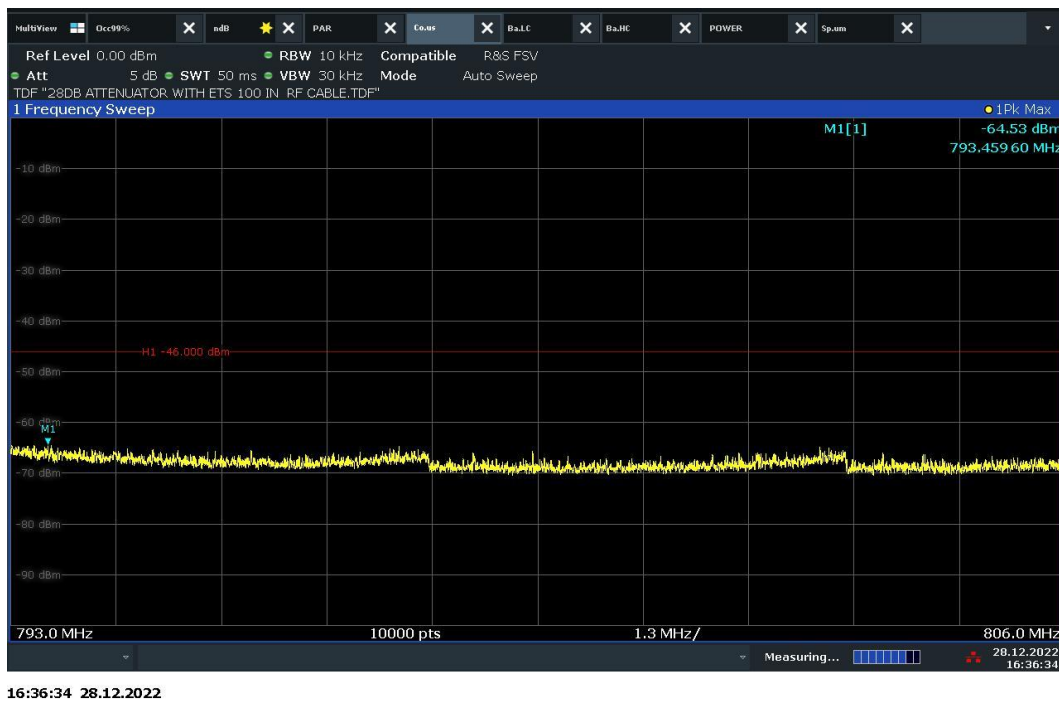 MultiView Occ99% ndB PAR Co.us Ba.LC Ba.HC POWER Sp.um
Ref Level 0.00 dBm RBW 10 kHz Compatible R&S FSV
Att 5 dB SWT 50 ms VBW 30 kHz Mode Auto Sweep
TDF "28DB ATTENUATOR WITH ETS 100 IN RF CABLE.TDF"
1 Frequency Sweep 1Pk Max
M1[1] -64.53 dBm
793.459 60 MHz
-10 dBm
-20 dBm
-30 dBm
-40 dBm
H1 -46.000 dBm
-50 dBm
-60 dBm
M1
-70 dBm
-80 dBm
-90 dBm
793.0 MHz 10000 pts 1.3 MHz/ 806.0 MHz
Measuring... 28.12.2022
16:36:34
16:36:34 28.12.2022